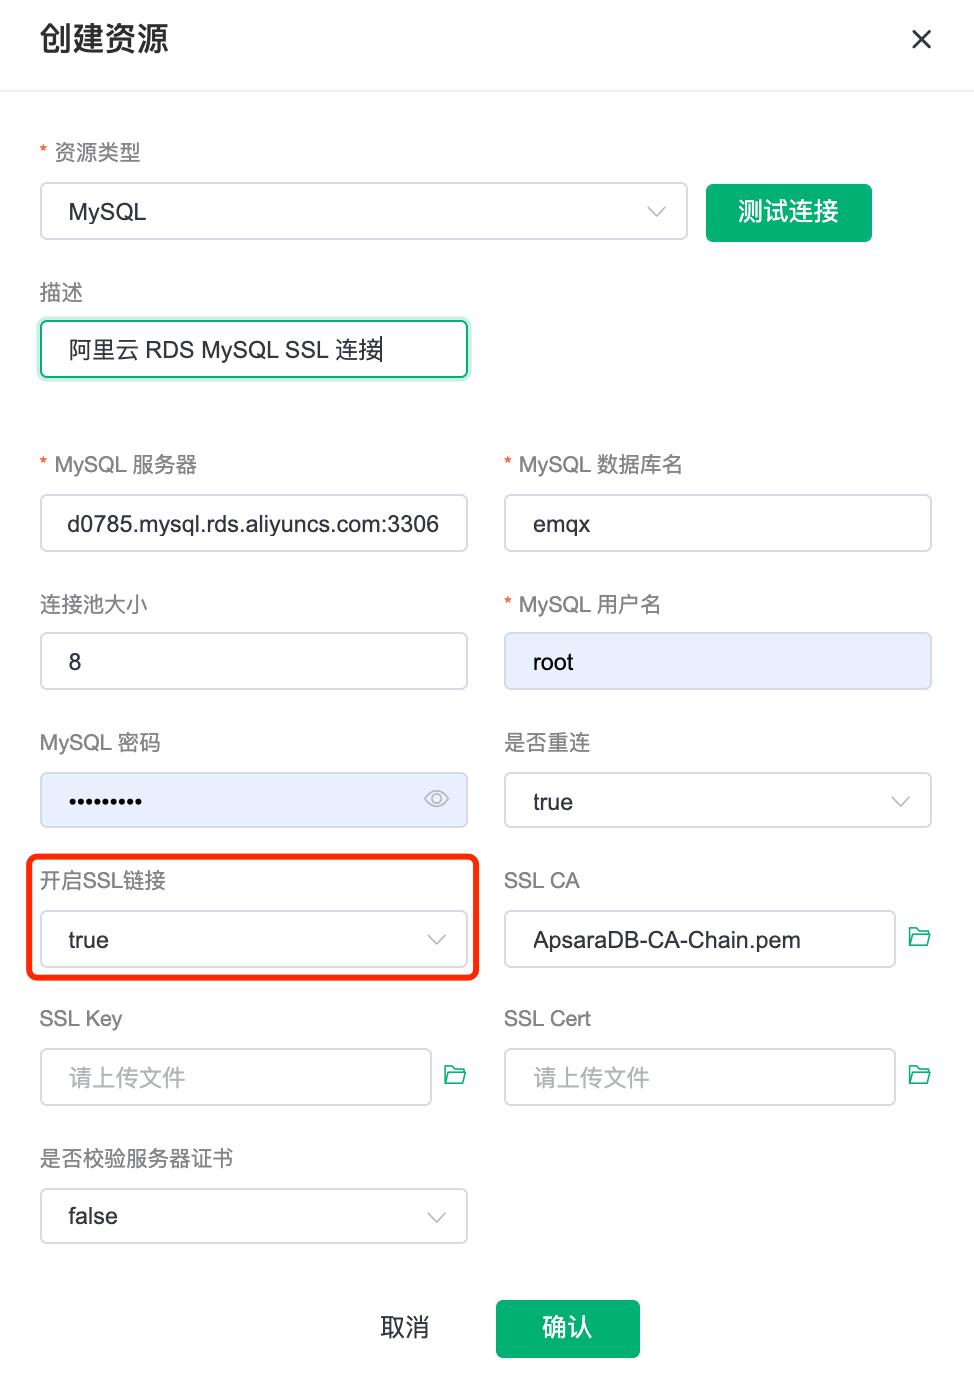 创建资源
* 资源类型
MySQL
测试连接
描述
阿里云 RDS MySQL SSL 连接
* MySQL 服务器
* MySQL 数据库名
d0785.mysql.rds.aliyuncs.com:3306
emqx
连接池大小
* MySQL 用户名
8
root
MySQL 密码
是否重连
•••••••••
true
开启SSL链接
SSL CA
true
ApsaraDB-CA-Chain.pem
SSL Key
SSL Cert
请上传文件
请上传文件
是否校验服务器证书
false
取消
确认